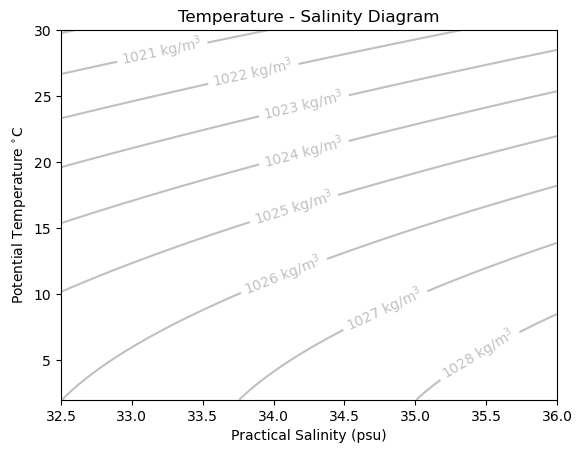 Temperature - Salinity Diagram
30
1021 kg/m³
1022 kg/m³
25
1023 kg/m³
20
1024 kg/m³
1025 kg/m³
15
1026 kg/m³
10
1027 kg/m³
5
1028 kg/m³
Potential Temperature °C
32.5 33.0 33.5 34.0 34.5 35.0 35.5 36.0
Practical Salinity (psu)